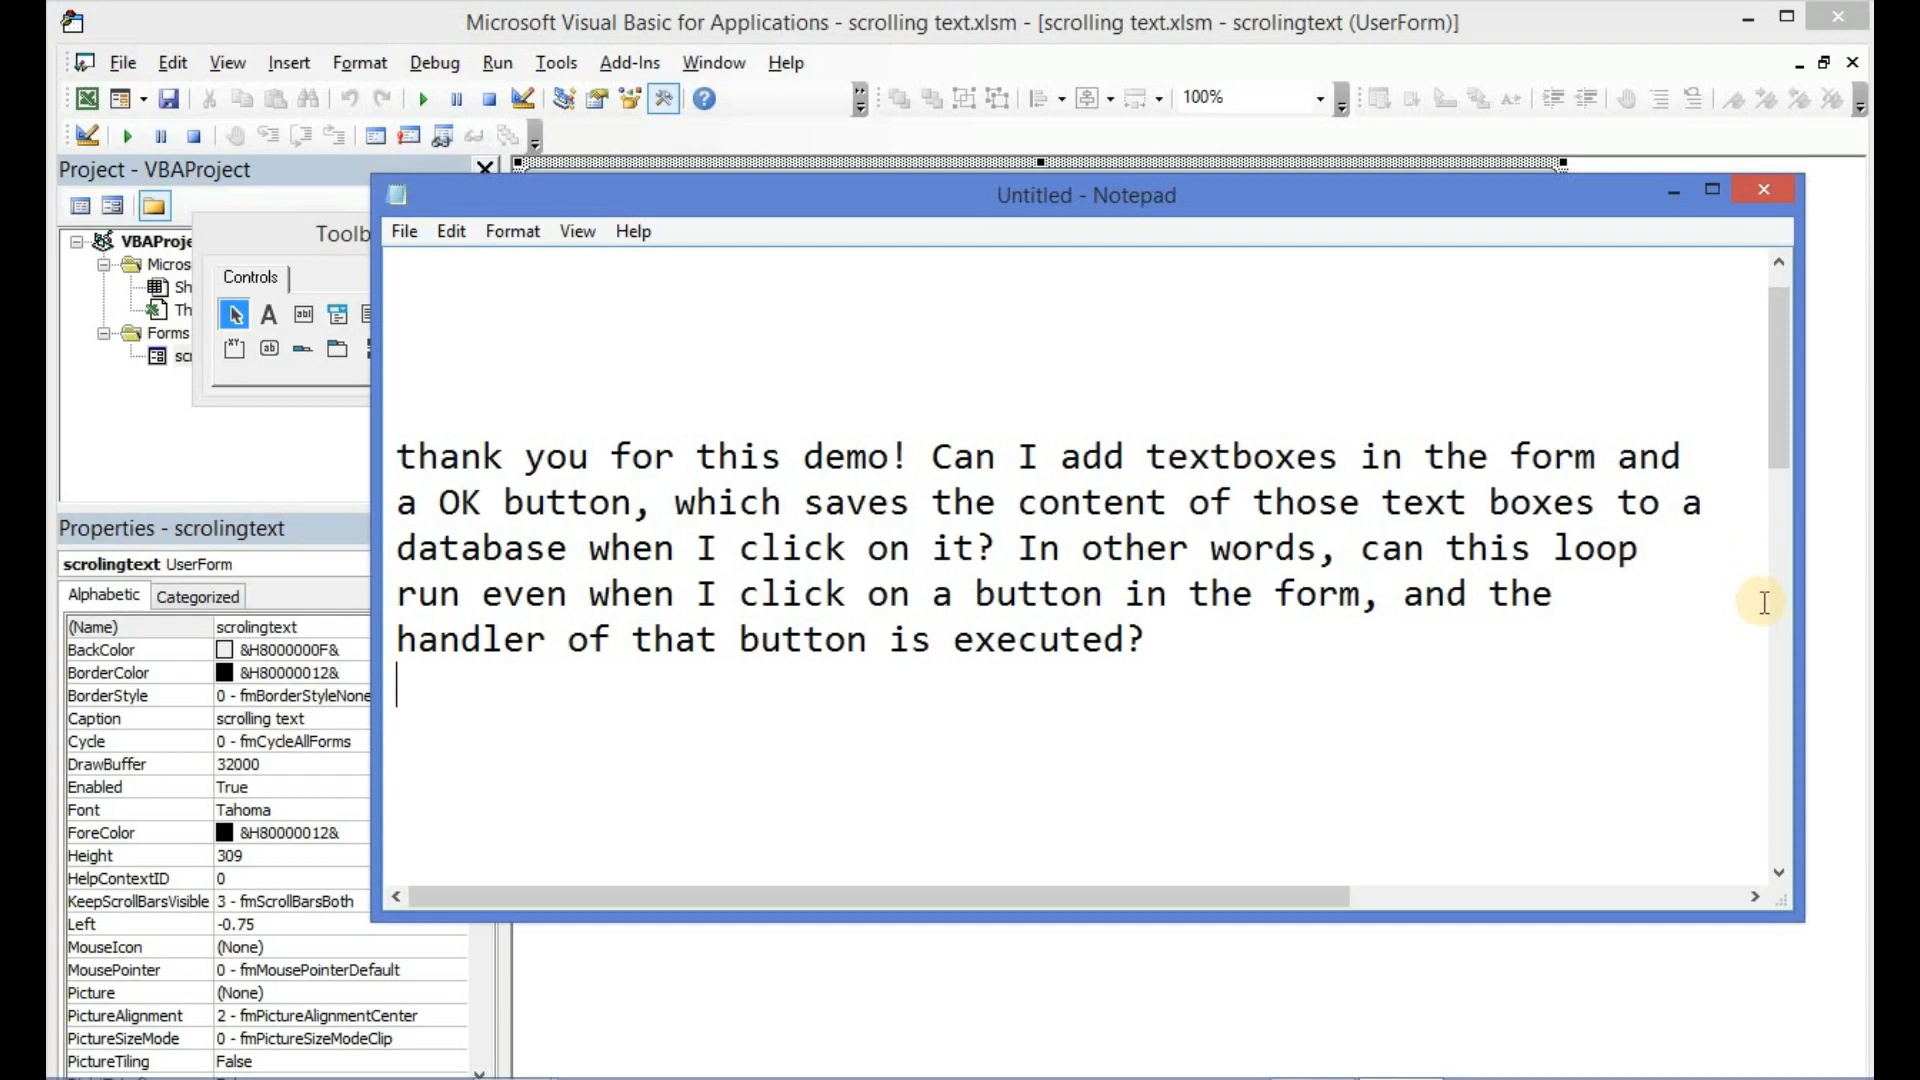 Microsoft Visual Basic for Applications - scrolling text.xlsm - [scrolling text.xlsm - scrolingtext (UserForm)]
File Edit View Insert Format Debug Run Tools Add-Ins Window Help
100%
Project - VBAProject
Untitled - Notepad
File Edit Format View Help
Toolb
VBAProje
Micros
Sh
Th
Forms
scr
Controls
thank you for this demo! Can I add textboxes in the form and
a OK button, which saves the content of those text boxes to a
database when I click on it? In other words, can this loop
run even when I click on a button in the form, and the
handler of that button is executed?
Properties - scrolingtext
scrolingtext UserForm
Alphabetic Categorized
(Name) scrolingtext
BackColor &H8000000F&
BorderColor &H80000012&
BorderStyle 0 - fmBorderStyleNone
Caption scrolling text
Cycle 0 - fmCycleAllForms
DrawBuffer 32000
Enabled True
Font Tahoma
ForeColor &H80000012&
Height 309
HelpContextID 0
KeepScrollBarsVisible 3 - fmScrollBarsBoth
Left -0.75
MouseIcon (None)
MousePointer 0 - fmMousePointerDefault
Picture (None)
PictureAlignment 2 - fmPictureAlignmentCenter
PictureSizeMode 0 - fmPictureSizeModeClip
PictureTiling False